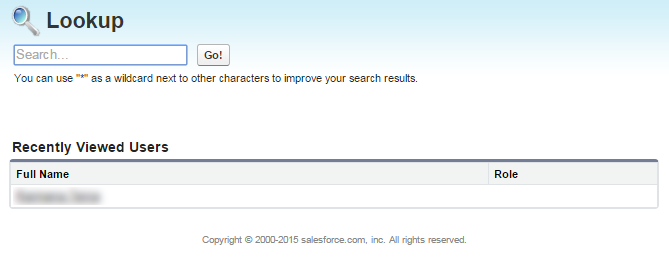 Lookup
Search...
Go!
You can use "*" as a wildcard next to other characters to improve your search results.
Recently Viewed Users
Full Name Role
Copyright © 2000-2015 salesforce.com, inc. All rights reserved.